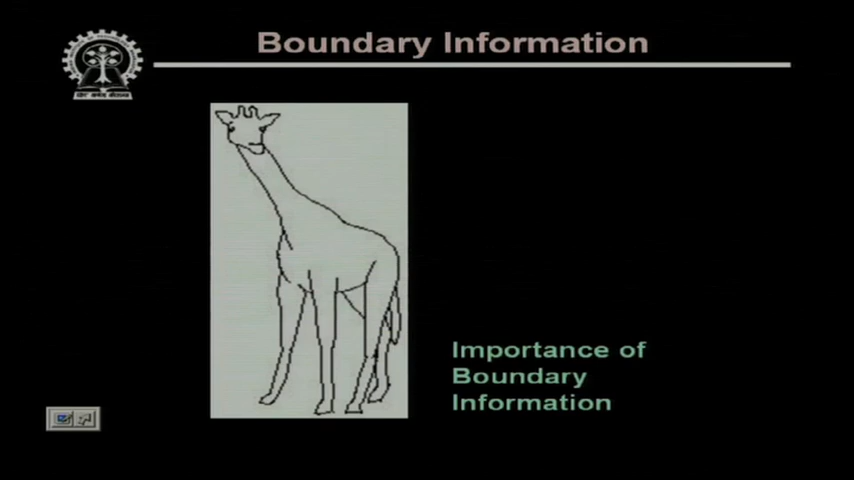 Boundary Information
Importance of
Boundary
Information